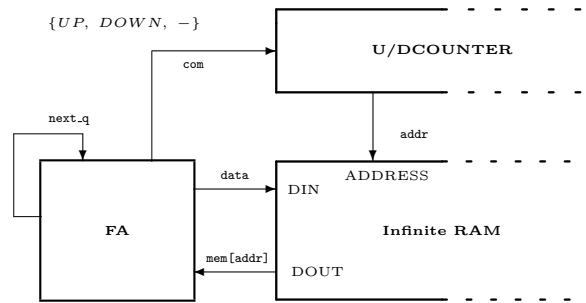 {UP, DOWN, −}
U/DCOUNTER
com
next_q
addr
ADDRESS
data
DIN
FA
Infinite RAM
mem[addr]
DOUT